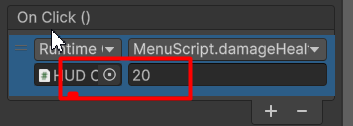 On Click ()
Runtime MenuScript.damageHeal
HUD 20
+ −